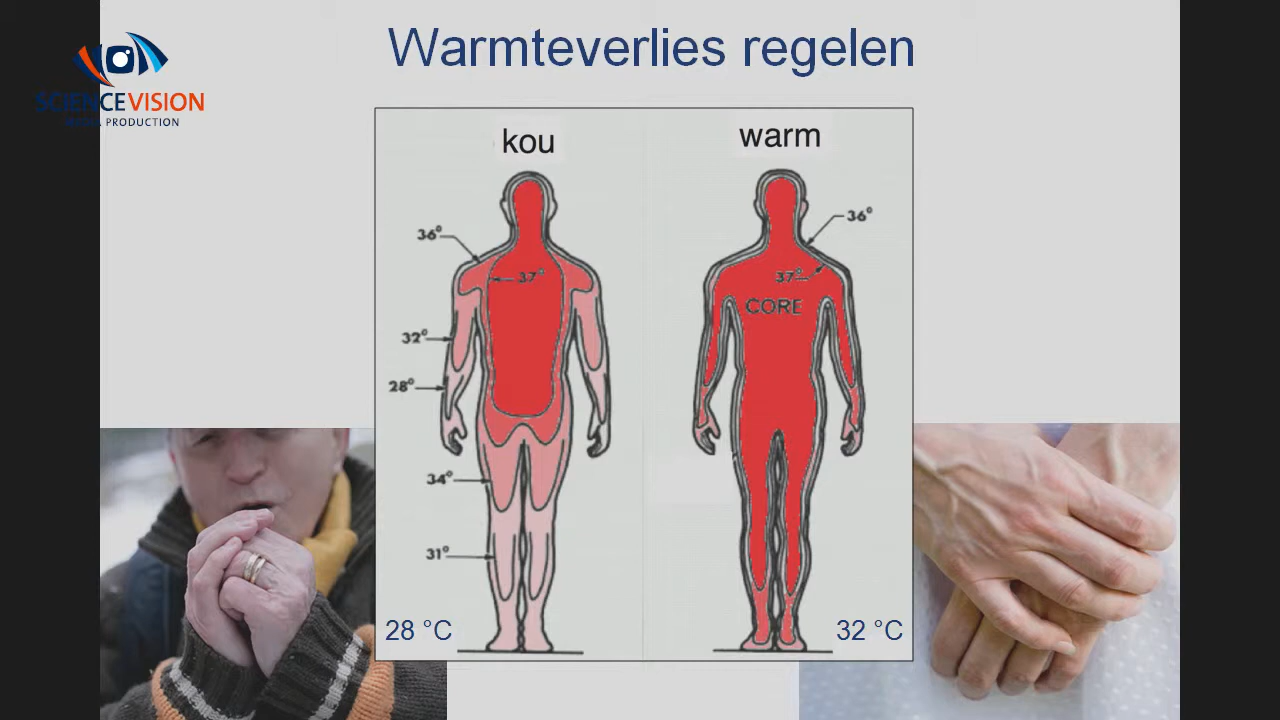 Warmteverlies regelen
SCIENCEVISION
MEDIA PRODUCTION
kou
warm
36°
37°
32°
28°
34°
31°
28 °C
36°
37°
CORE
32 °C